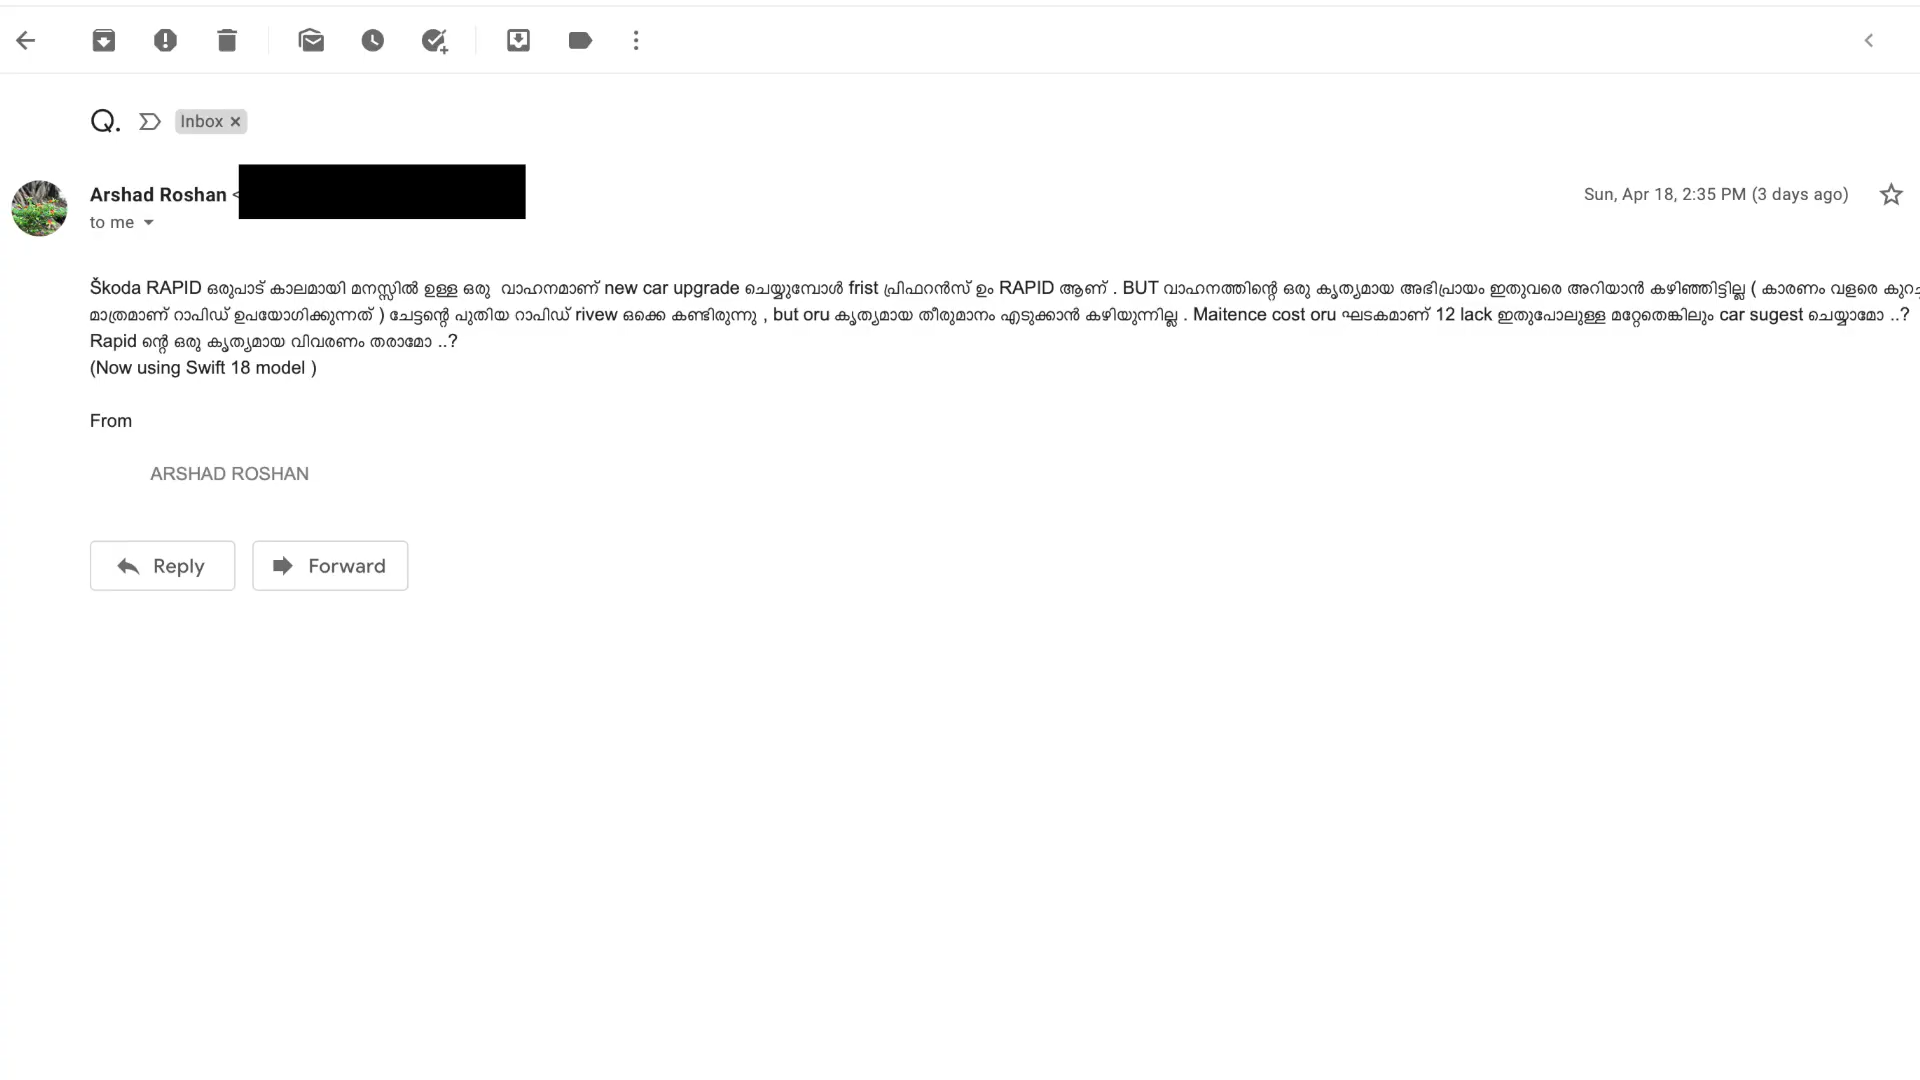 Q.
Inbox ×
Arshad Roshan <
Sun, Apr 18, 2:35 PM (3 days ago)
to me
Škoda RAPID ഒരുപാട് കാലമായി മനസ്സിൽ ഉള്ള ഒരു വാഹനമാണ് new car upgrade ചെയ്യുമ്പോൾ frist പ്രിഫറൻസ് ഉം RAPID ആണ് . BUT വാഹനത്തിന്റെ ഒരു കൃത്യമായ അഭിപ്രായം ഇതുവരെ അറിയാൻ കഴിഞ്ഞിട്ടില്ല ( കാരണം വളരെ
മാത്രമാണ് റാപിഡ് ഉപയോഗിക്കുന്നത് ) ചേട്ടന്റെ പുതിയ റാപിഡ് rivew ഒക്കെ കണ്ടിരുന്നു , but oru കൃത്യമായ തീരുമാനം എടുക്കാൻ കഴിയുന്നില്ല . Maitence cost oru ഘടകമാണ് 12 lack ഇതുപോലുള്ള മറ്റേതെങ്കിലും car sugest ചെയ്യാമോ ..?
Rapid ന്റെ ഒരു കൃത്യമായ വിവരണം തരാമോ ..?
(Now using Swift 18 model )
From
ARSHAD ROSHAN
Reply
Forward